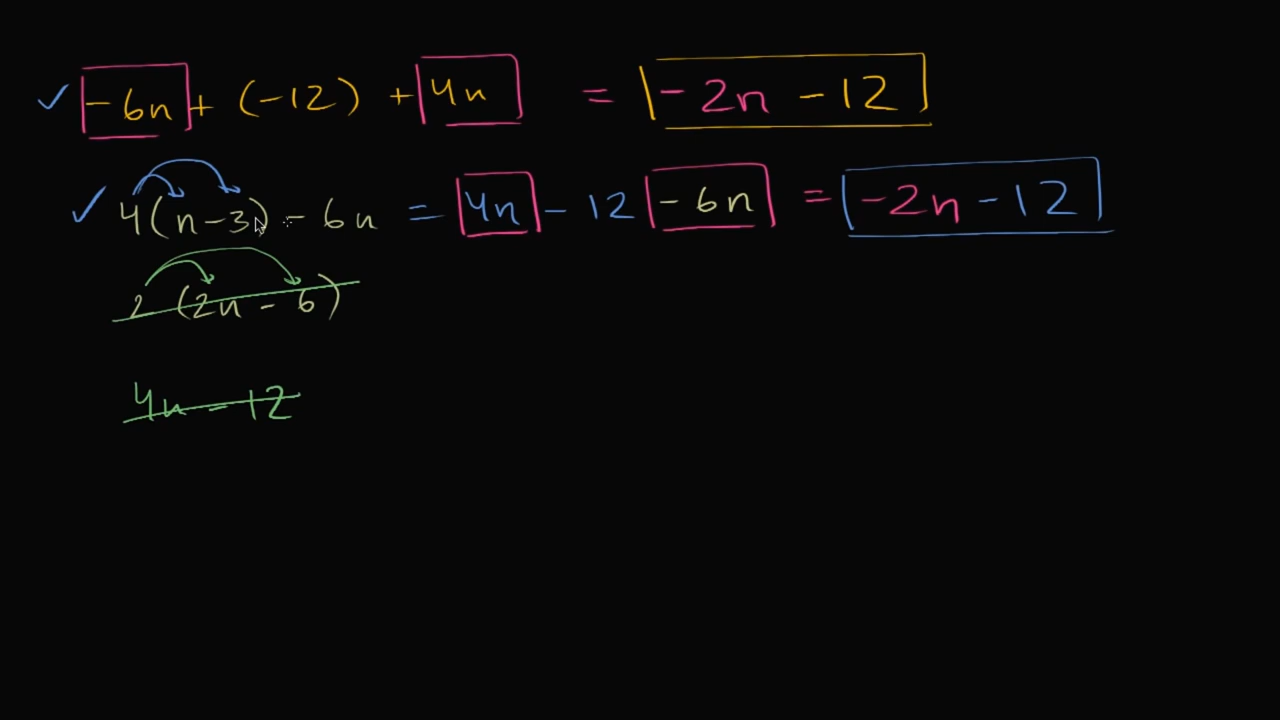 ✓ -6n + (-12) + 4n = -2n - 12
✓ 4(n-3) - 6n = 4n - 12 - 6n = -2n - 12
2(2n - 6)
4n - 12